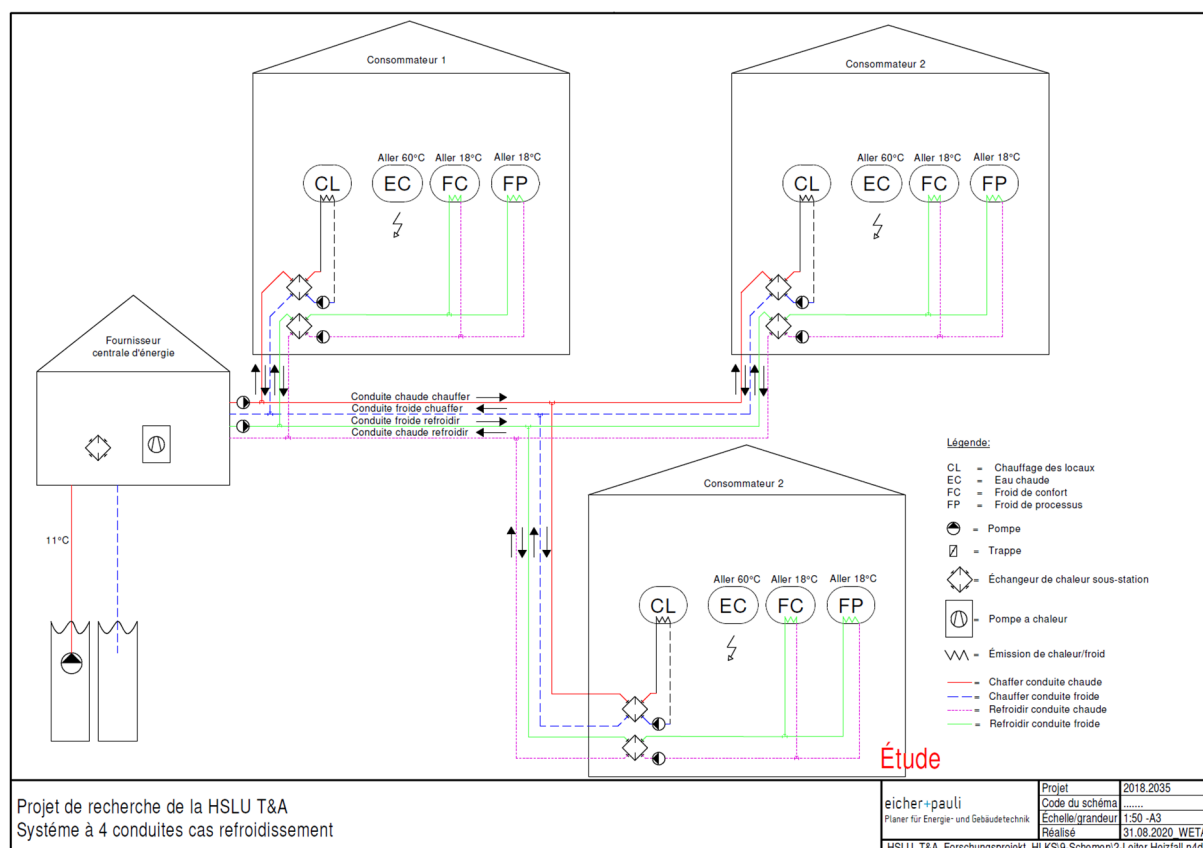 Consommateur 1
Aller 60°C Aller 18°C Aller 18°C
CL EC FC FP
Consommateur 2
Aller 60°C Aller 18°C Aller 18°C
CL EC FC FP
Fournisseur
centrale d'énergie
11°C
Conduite chaude chauffer
Conduite froide chuaffer
Conduite froide refroidir
Conduite chaude refroidir
Consommateur 2
Aller 60°C Aller 18°C Aller 18°C
CL EC FC FP
Légende:
CL = Chauffage des locaux
EC = Eau chaude
FC = Froid de confort
FP = Froid de processus
= Pompe
= Trappe
= Échangeur de chaleur sous-station
= Pompe a chaleur
= Émission de chaleur/froid
= Chaffer conduite chaude
= Chauffer conduite froide
= Refroidir conduite chaude
= Refroidir conduite froide
Étude
Projet de recherche de la HSLU T&A
Systéme à 4 conduites cas refroidissement
eicher+pauli
Planer für Energie- und Gebäudetechnik
Projet 2018.2035
Code du schéma .......
Échelle/grandeur 1:50 -A3
Réalisé 31.08.2020_WETA